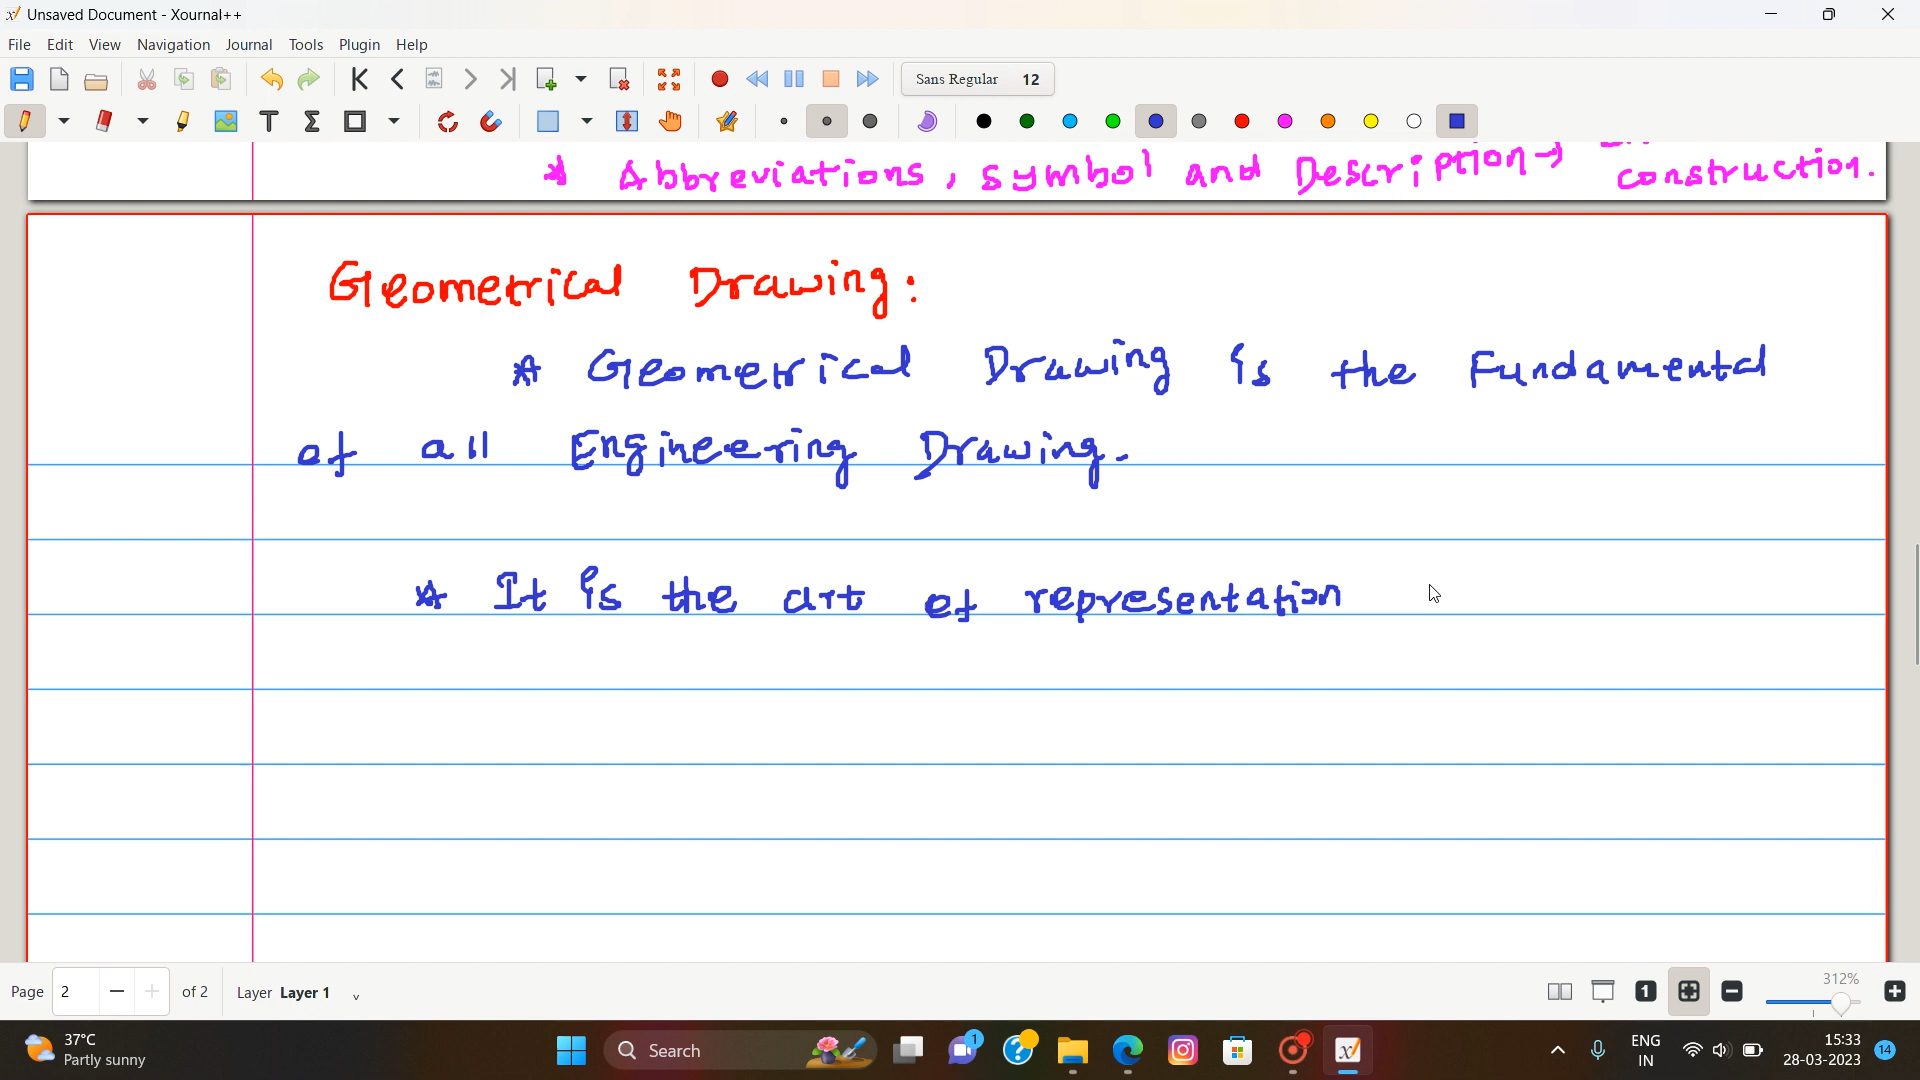 Unsaved Document - Xournal++
File Edit View Navigation Journal Tools Plugin Help
Sans Regular 12
* Abbreviations, symbol and Description → construction.
Geometrical Drawing:
* Geometrical Drawing is the Fundamental
of all Engineering Drawing.
* It is the art of representation
Page 2 of 2 Layer Layer 1 312%
37°C
Partly sunny
Search
1
ENG
IN
15:33
28-03-2023
14